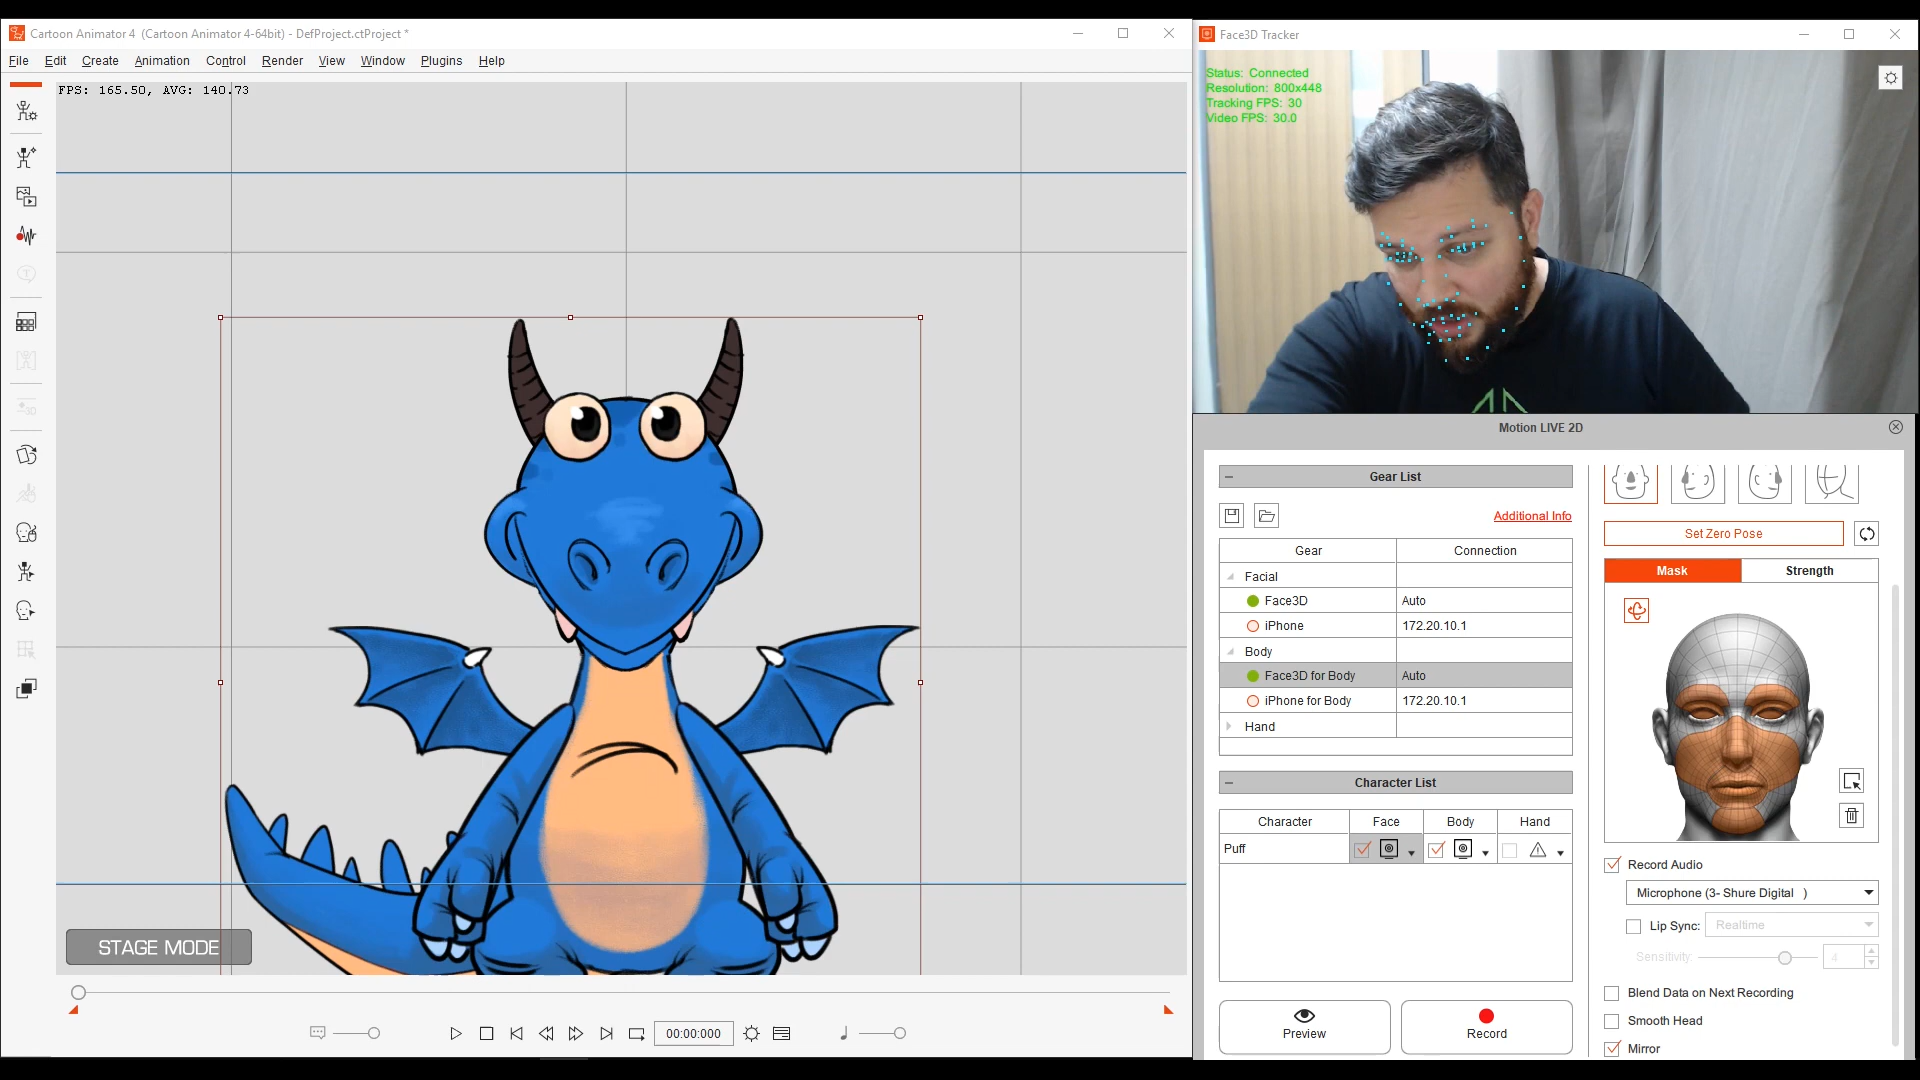 Cartoon Animator 4  (Cartoon Animator 4-64bit) - DefProject.ctProject *
File Edit Create Animation Control Render View Window Plugins Help
FPS: 165.50, AVG: 140.73
STAGE MODE
00:00:000
Face3D Tracker
Status: Connected
Resolution: 800x448
Tracking FPS: 30
Video FPS: 30.0
Motion LIVE 2D
Gear List
Additional Info
Gear Connection
Facial
Face3D Auto
iPhone 172.20.10.1
Body
Face3D for Body Auto
iPhone for Body 172.20.10.1
Hand
Character List
Character Face Body Hand
Puff
Preview
Record
Set Zero Pose
Mask Strength
Record Audio
Microphone (3- Shure Digital   )
Lip Sync: Realtime
Sensitivity: 4
Blend Data on Next Recording
Smooth Head
Mirror